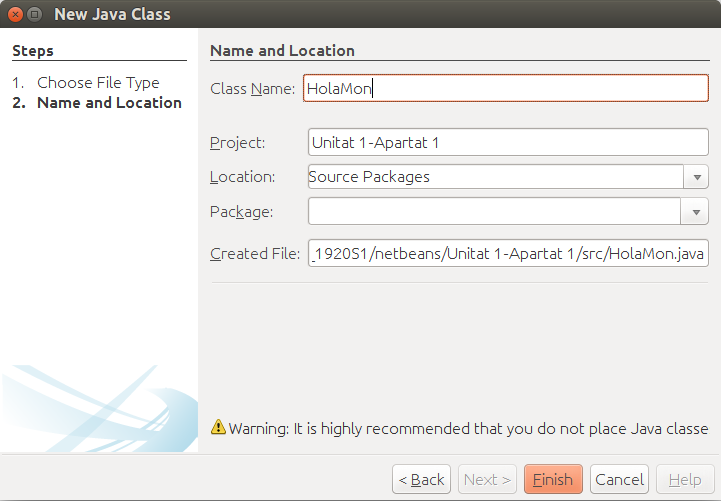 New Java Class
Steps
1. Choose File Type
2. Name and Location
Name and Location
Class Name: HolaMon
Project: Unitat 1-Apartat 1
Location: Source Packages
Package:
Created File: _1920S1/netbeans/Unitat 1-Apartat 1/src/HolaMon.java
Warning: It is highly recommended that you do not place Java classe
< Back Next > Finish Cancel Help